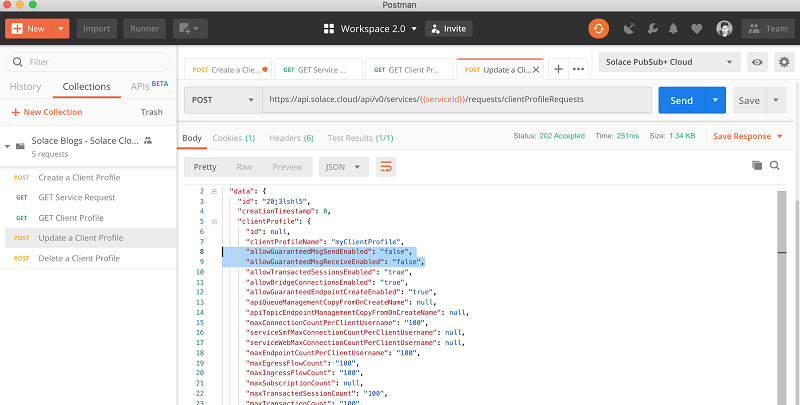 Postman
New
Import
Runner
Workspace 2.0
Invite
Team
Filter
History
Collections
APIs BETA
+ New Collection
Trash
Solace Blogs - Solace Clo...
5 requests
POST Create a Client Profile
GET GET Service Request
GET GET Client Profile
POST Update a Client Profile
POST Delete a Client Profile
POST Create a Clie...
GET GET Service ...
GET GET Client Pr...
POST Update a Cli...
Solace PubSub+ Cloud
POST
https://api.solace.cloud/api/v0/services/{{serviceId}}/requests/clientProfileRequests
Send
Save
Body
Cookies (1)
Headers (6)
Test Results (1/1)
Status: 202 Accepted
Time: 251ms
Size: 1.34 KB
Save Response
Pretty
Raw
Preview
JSON
2 "data": {
3 "id": "20j3lshl5",
4 "creationTimestamp": 0,
5 "clientProfile": {
6 "id": null,
7 "clientProfileName": "myClientProfile",
8 "allowGuaranteedMsgSendEnabled": "false",
9 "allowGuaranteedMsgReceiveEnabled": "false",
10 "allowTransactedSessionsEnabled": "true",
11 "allowBridgeConnectionsEnabled": "true",
12 "allowGuaranteedEndpointCreateEnabled": "true",
13 "apiQueueManagementCopyFromOnCreateName": null,
14 "apiTopicEndpointManagementCopyFromOnCreateName": null,
15 "maxConnectionCountPerClientUsername": "100",
16 "serviceSmfMaxConnectionCountPerClientUsername": null,
17 "serviceWebMaxConnectionCountPerClientUsername": null,
18 "maxEndpointCountPerClientUsername": "100",
19 "maxEgressFlowCount": "100",
20 "maxIngressFlowCount": "100",
21 "maxSubscriptionCount": null,
22 "maxTransactedSessionCount": "100",
23 "maxTransactionCount": "100",